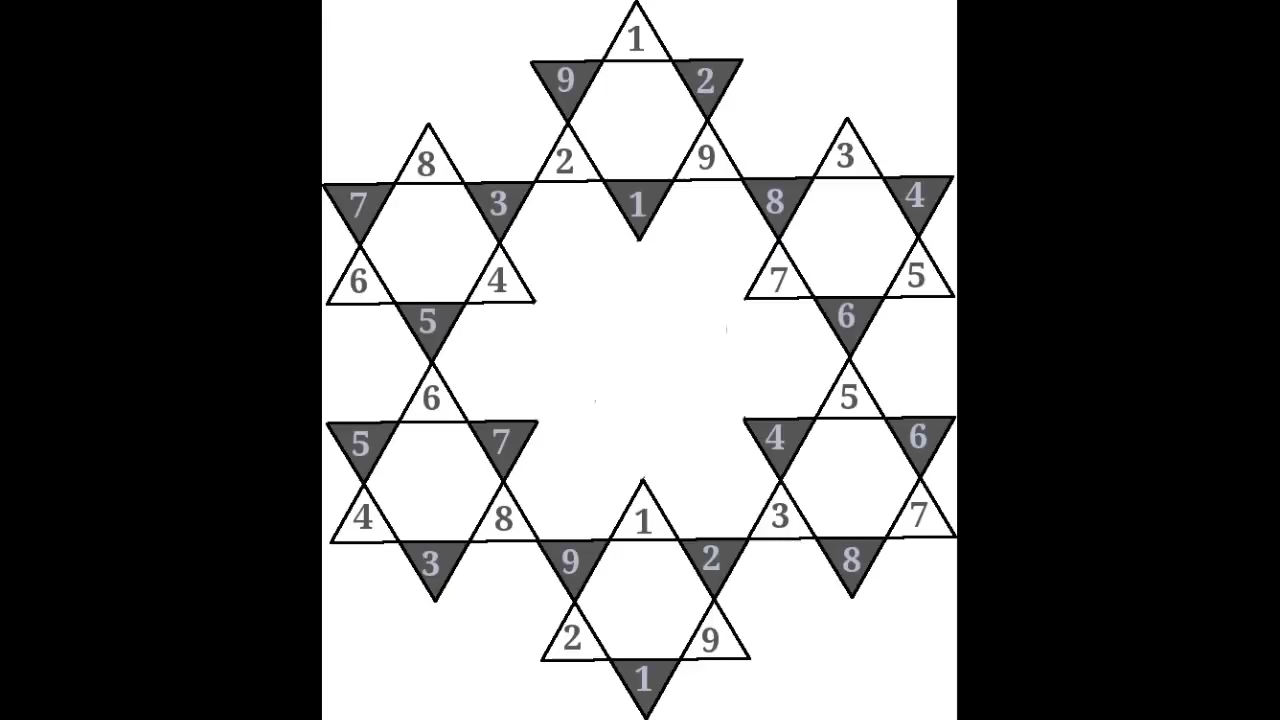 1
9 2
8 2 9 3
7 3 1 8 4
6 4 7 5
5 6
6 5
5 7 4 6
4 8 1 3 7
3 9 2 8
2 9
1